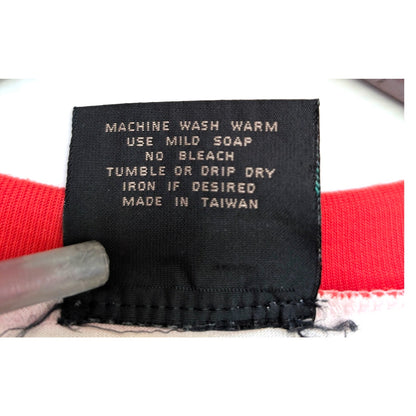 MACHINE WASH WARM
USE MILD SOAP
NO BLEACH
TUMBLE OR DRIP DRY
IRON IF DESIRED
MADE IN TAIWAN